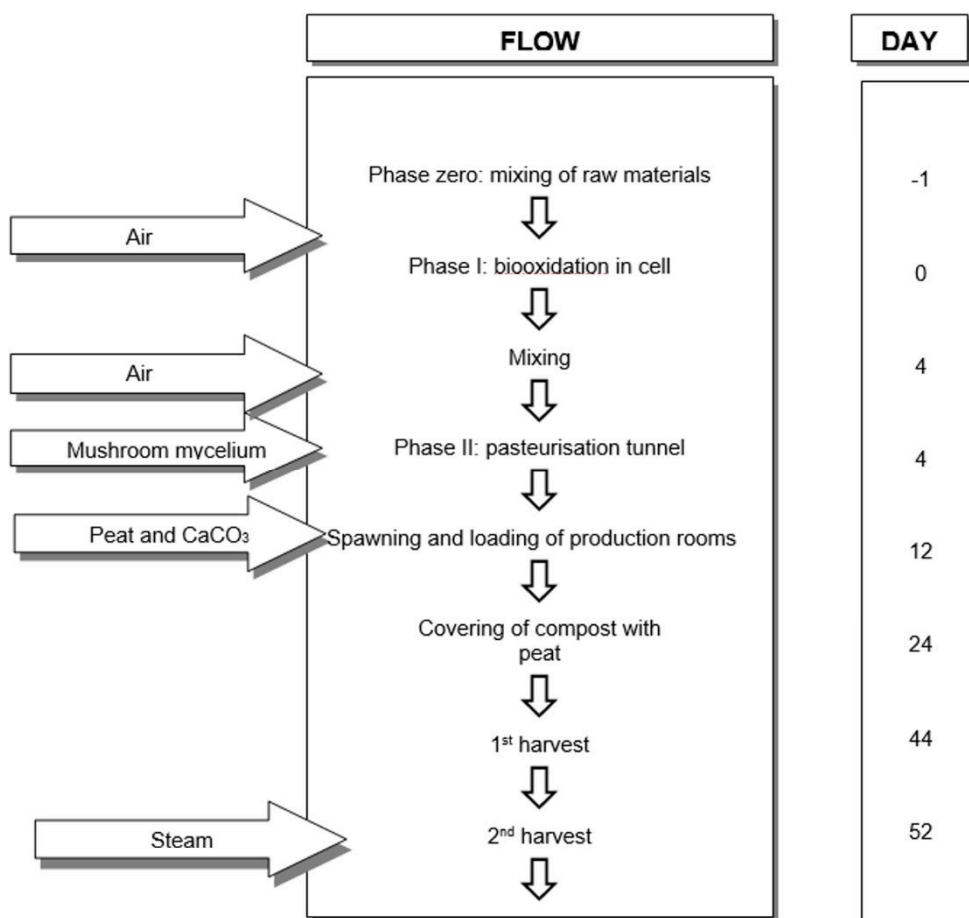 FLOW DAY
Phase zero: mixing of raw materials -1
Air
Phase I: biooxidation in cell 0
Mixing 4
Air
Mushroom mycelium Phase II: pasteurisation tunnel 4
Peat and CaCO₃ Spawning and loading of production rooms 12
Covering of compost with
peat 24
1st harvest 44
Steam 2nd harvest 52